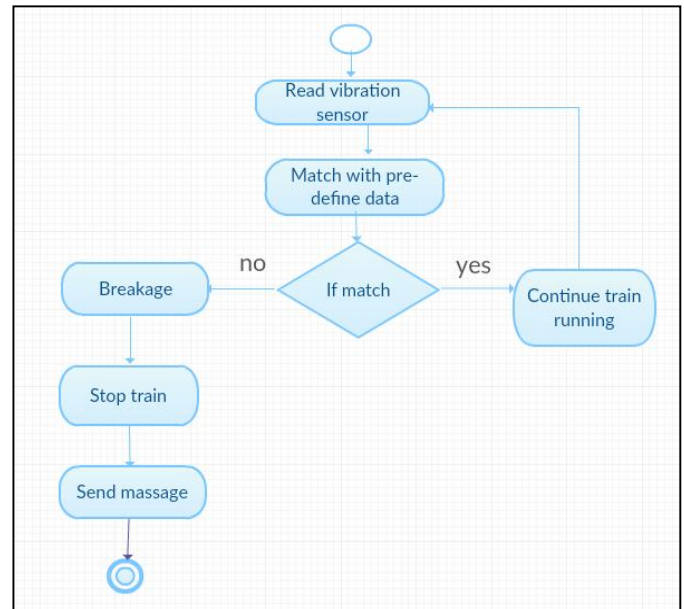 Read vibration
sensor
Match with pre-
define data
no
yes
Breakage
If match
Continue train
running
Stop train
Send massage